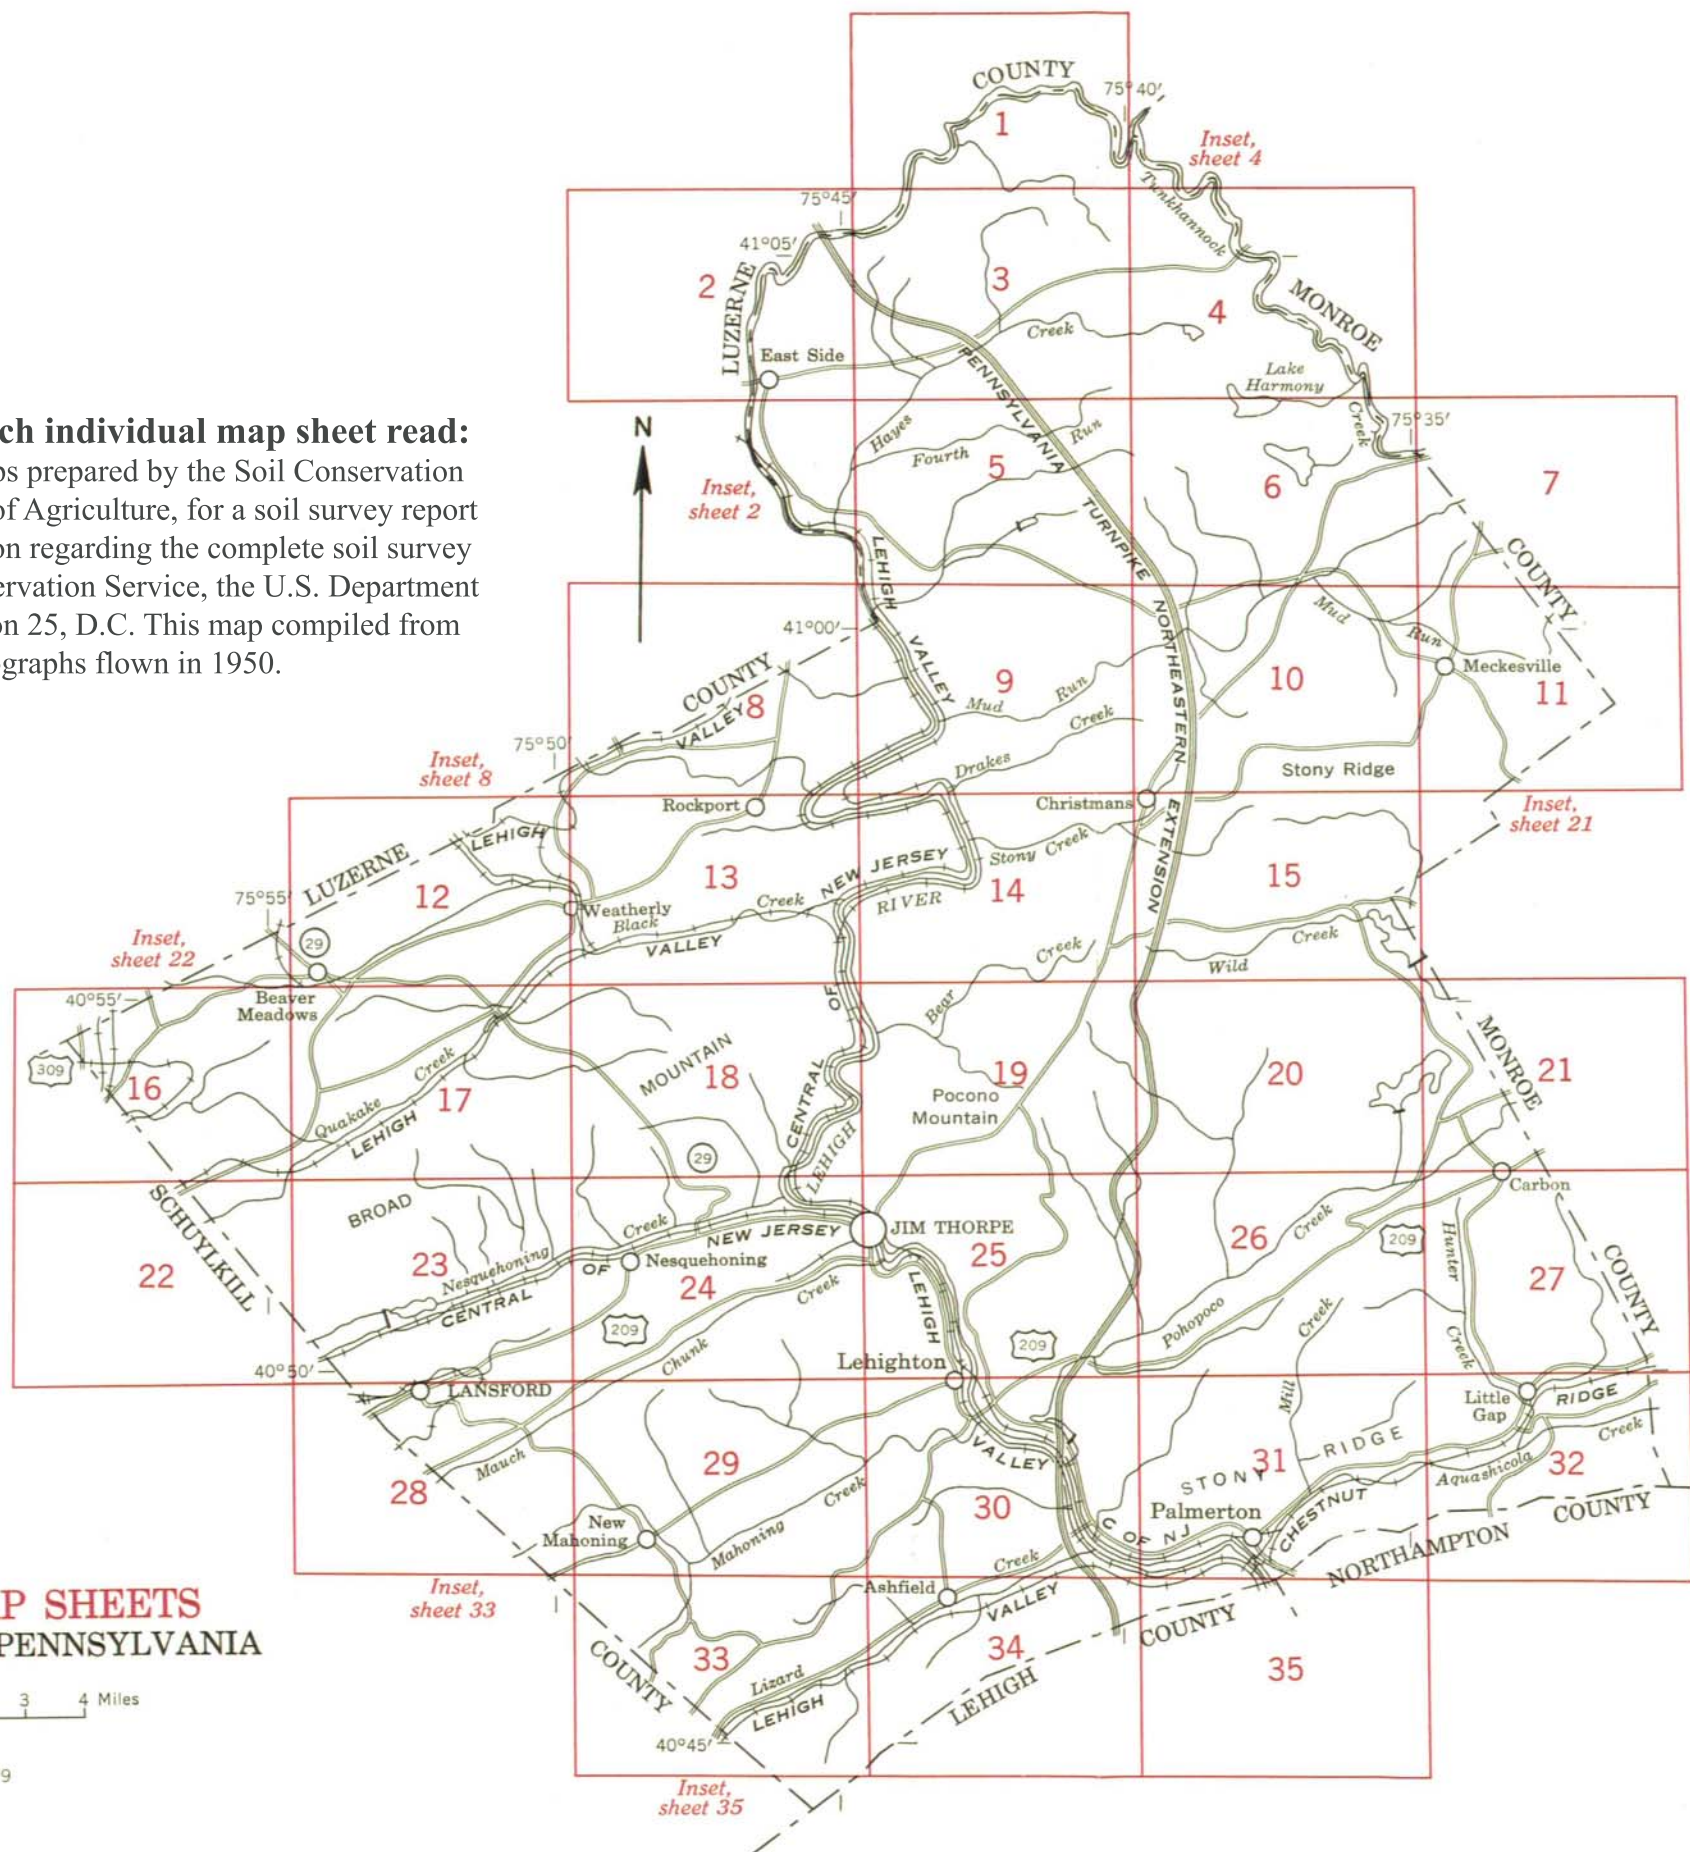 COUNTY
75°40′
1
Inset,
sheet 4
Tunkhannock
75°45′
41°05′
2
LUZERNE
3
4
MONROE
Creek
East Side
PENNSYLVANIA
Lake
Harmony
Creek
75°35′
ch individual map sheet read:
ps prepared by the Soil Conservation
of Agriculture, for a soil survey report
on regarding the complete soil survey
ervation Service, the U.S. Department
on 25, D.C. This map compiled from
graphs flown in 1950.
N
Hayes
Fourth
Run
5
6
7
Inset,
sheet 2
TURNPIKE
COUNTY
LEHIGH
41°00′
NORTHEASTERN
Mud
Run
Meckesville
COUNTY
VALLEY
8
VALLEY
9
Mud
Run
Creek
10
11
75°50′
Inset,
sheet 8
Drakes
Stony Ridge
Rockport
Christmans
EXTENSION
Inset,
sheet 21
LEHIGH
LUZERNE
12
13
NEW JERSEY
Stony Creek
14
15
75°55′
Weatherly
Black
Creek
RIVER
VALLEY
Inset,
sheet 22
29
Creek
Creek
Wild
40°55′
Beaver
Meadows
OF
Bear
309
16
Quakake
Creek
17
LEHIGH
MOUNTAIN
18
CENTRAL
LEHIGH
19
Pocono
Mountain
20
MONROE
21
29
SCHUYLKILL
BROAD
Carbon
22
23
Nesquehoning
Creek
OF
NEW JERSEY
JIM THORPE
25
26
Creek
209
Hunter
COUNTY
27
CENTRAL
Nesquehoning
24
Creek
LEHIGH
209
Chunk
209
Pohopoco
Creek
Creek
40°50′
LANSFORD
Lehighton
Mill
Little
Gap
RIDGE
Creek
28
Mauch
29
Creek
VALLEY
STONY
RIDGE
31
Aquashicola
32
30
New
Mahoning
Mahoning
C OF NJ
Palmerton
CHESTNUT
NORTHAMPTON
COUNTY
Inset,
sheet 33
P SHEETS
PENNSYLVANIA
Ashfield
Creek
VALLEY
COUNTY
COUNTY
33
34
35
3
4 Miles
Lizard
LEHIGH
LEHIGH
40°45′
9
Inset,
sheet 35